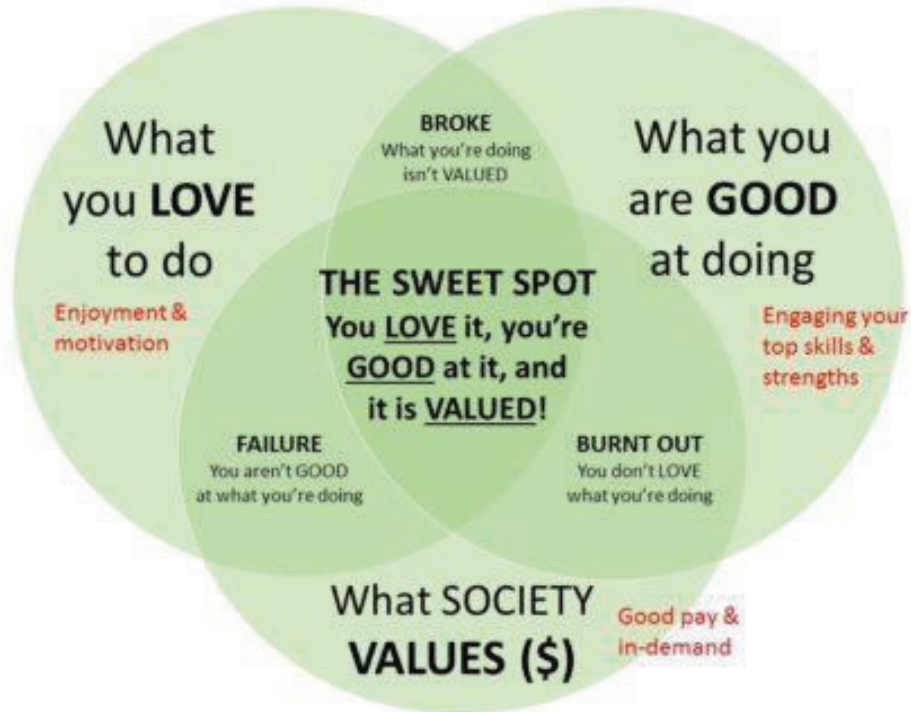 What
you LOVE
to do
Enjoyment &
motivation
BROKE
What you're doing
isn't VALUED
What you
are GOOD
at doing
Engaging your
top skills &
strengths
THE SWEET SPOT
You LOVE it, you're
GOOD at it, and
it is VALUED!
FAILURE
You aren't GOOD
at what you're doing
BURNT OUT
You don't LOVE
what you're doing
What SOCIETY
VALUES ($)
Good pay &
in-demand